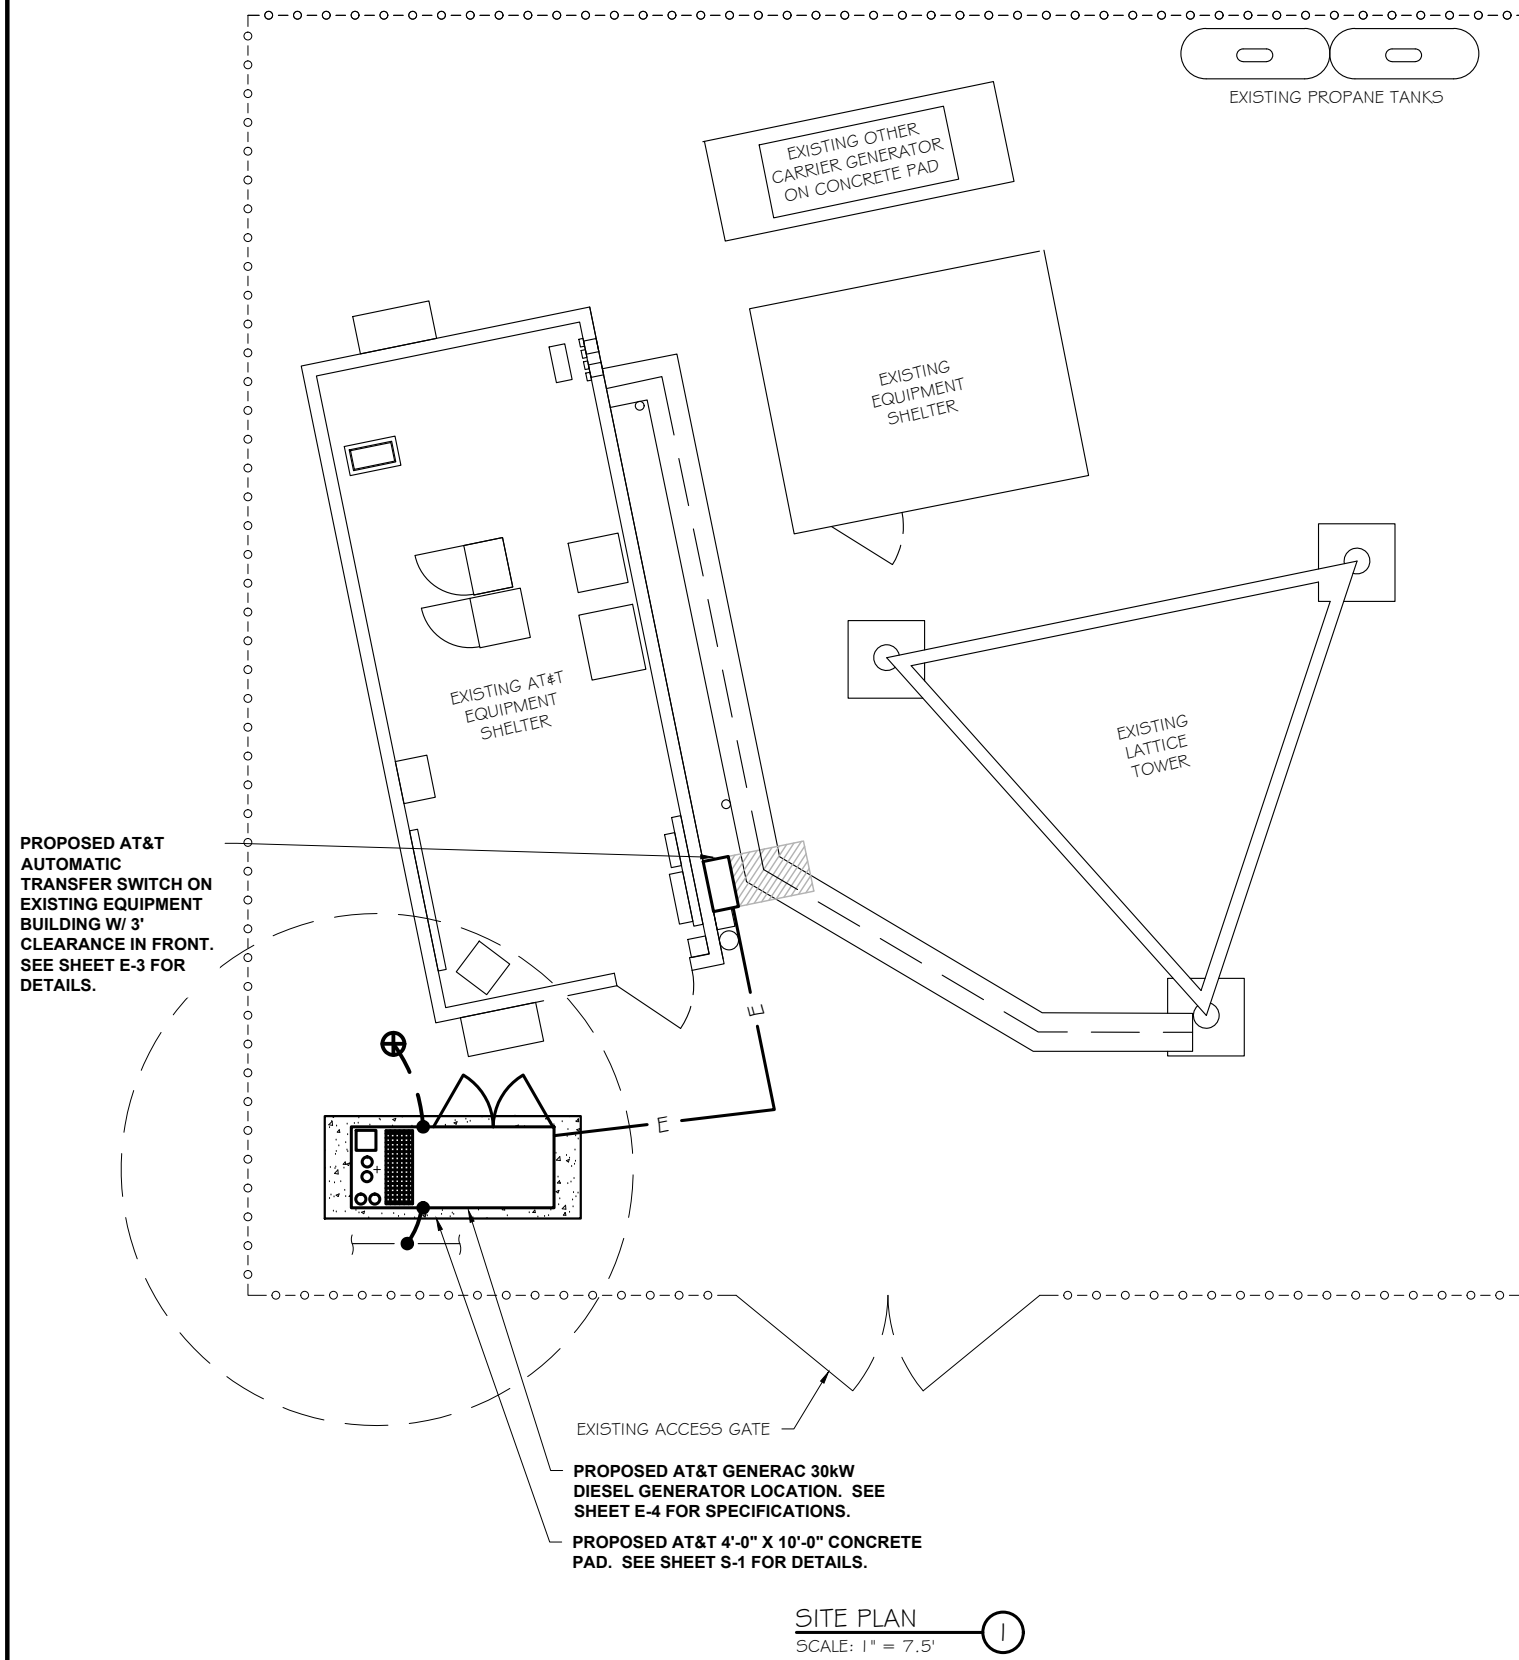 EXISTING PROPANE TANKS
EXISTING OTHER
CARRIER GENERATOR
ON CONCRETE PAD
EXISTING
EQUIPMENT
SHELTER
EXISTING AT&T
EQUIPMENT
SHELTER
EXISTING
LATTICE
TOWER
PROPOSED AT&T
AUTOMATIC
TRANSFER SWITCH ON
EXISTING EQUIPMENT
BUILDING W/ 3'
CLEARANCE IN FRONT.
SEE SHEET E-3 FOR
DETAILS.
E
E
EXISTING ACCESS GATE
PROPOSED AT&T GENERAC 30kW
DIESEL GENERATOR LOCATION. SEE
SHEET E-4 FOR SPECIFICATIONS.
PROPOSED AT&T 4'-0" X 10'-0" CONCRETE
PAD. SEE SHEET S-1 FOR DETAILS.
SITE PLAN
SCALE: 1" = 7.5'
1